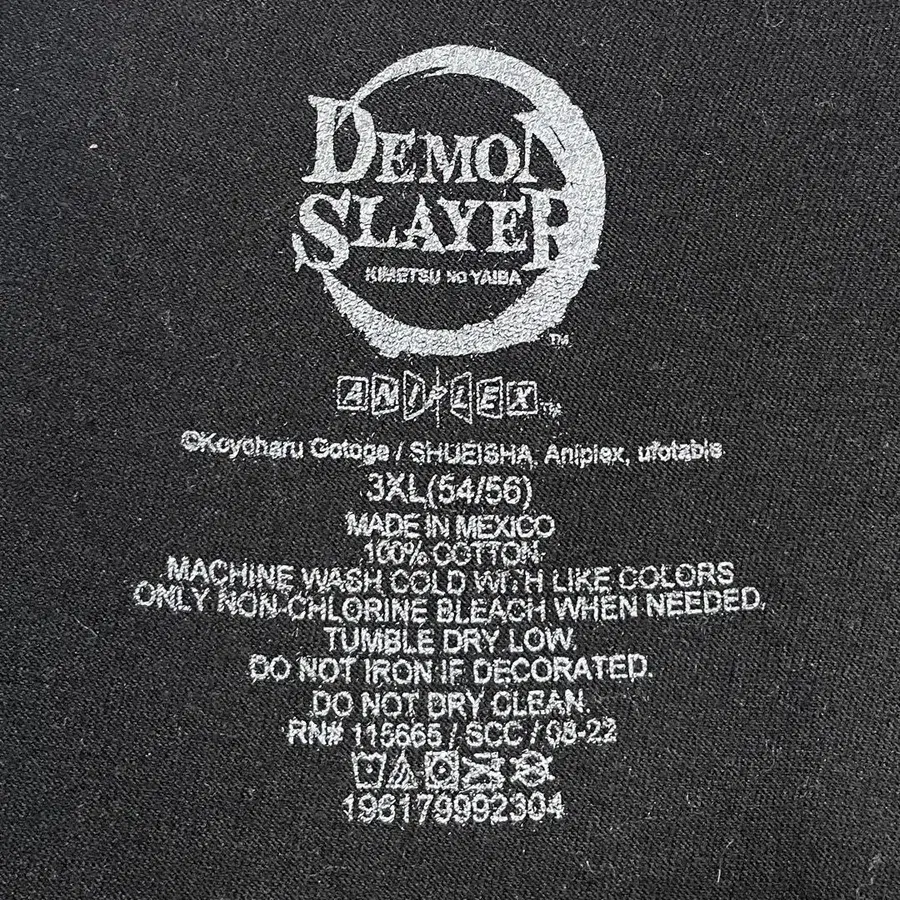 DEMON
SLAYER
KIMETSU NO YAIBA
TM
ANIPLEX TM
©Koyoharu Gotoge / SHUEISHA, Aniplex, ufotable
3XL(54/56)
MADE IN MEXICO
100% COTTON
MACHINE WASH COLD WITH LIKE COLORS
ONLY NON-CHLORINE BLEACH WHEN NEEDED.
TUMBLE DRY LOW.
DO NOT IRON IF DECORATED.
DO NOT DRY CLEAN.
RN# 115665 / SCC / 08-22
196179992304